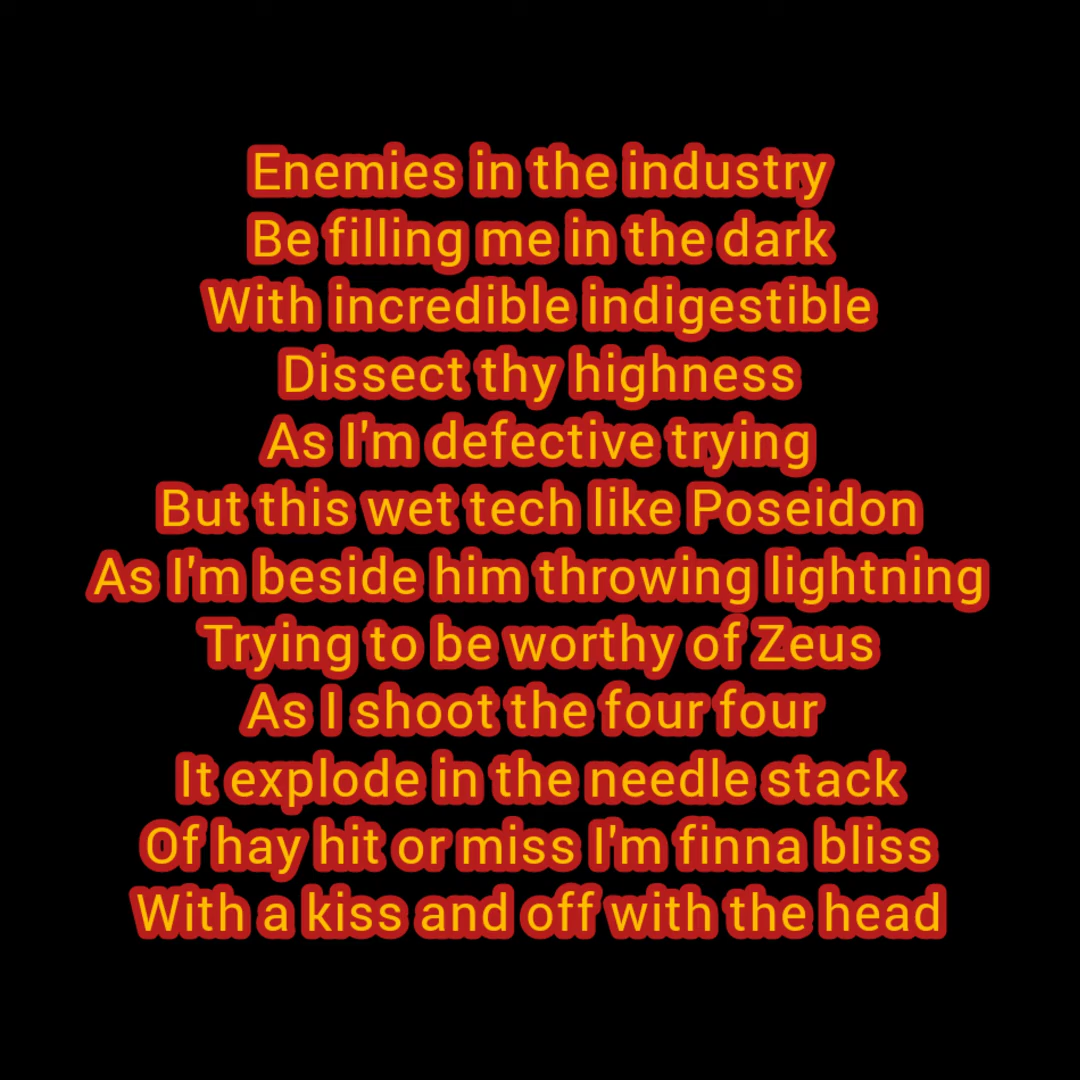 Enemies in the industry
Be filling me in the dark
With incredible indigestible
Dissect thy highness
As I'm defective trying
But this wet tech like Poseidon
As I'm beside him throwing lightning
Trying to be worthy of Zeus
As I shoot the four four
It explode in the needle stack
Of hay hit or miss I'm finna bliss
With a kiss and off with the head